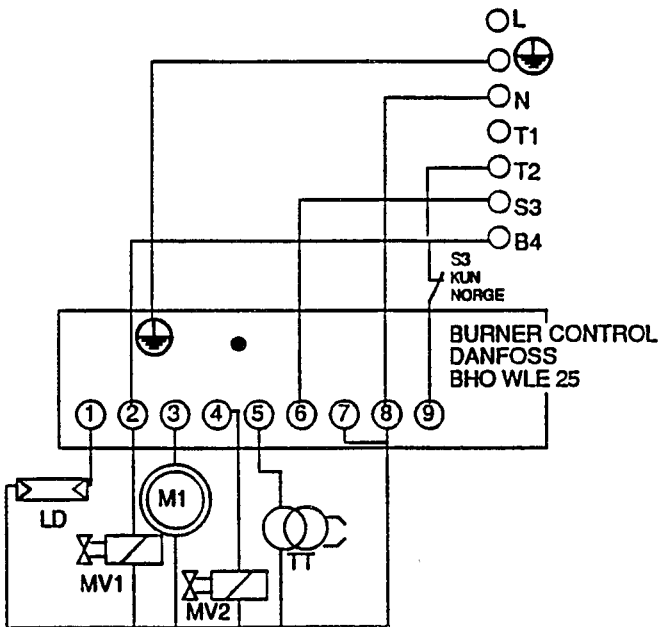 L
N
T1
T2
S3
B4
S3
KUN
NORGE
BURNER CONTROL
DANFOSS
BHO WLE 25
1 2 3 4 5 6 7 8 9
M1
LD
TT
MV1
MV2